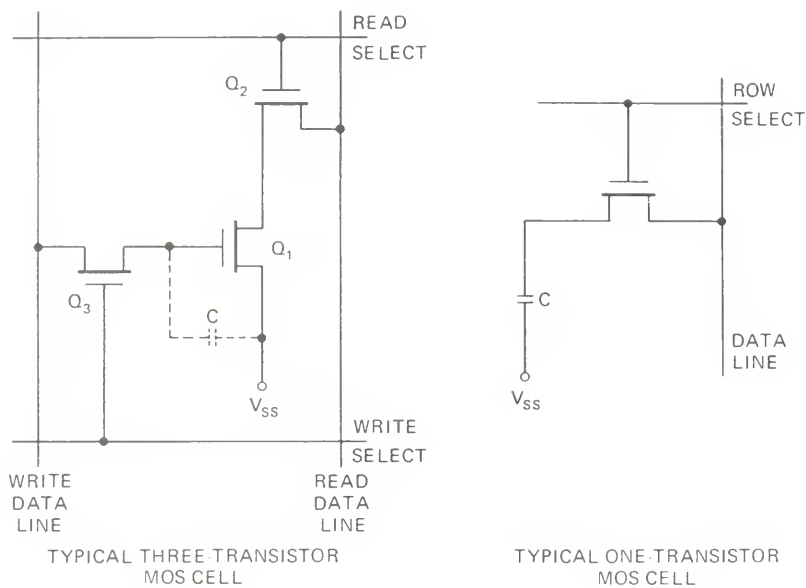 READ
SELECT
Q2
Q1
Q3
C
VSS
WRITE
SELECT
WRITE
DATA
LINE
READ
DATA
LINE
TYPICAL THREE-TRANSISTOR
MOS CELL
ROW
SELECT
C
VSS
DATA
LINE
TYPICAL ONE-TRANSISTOR
MOS CELL